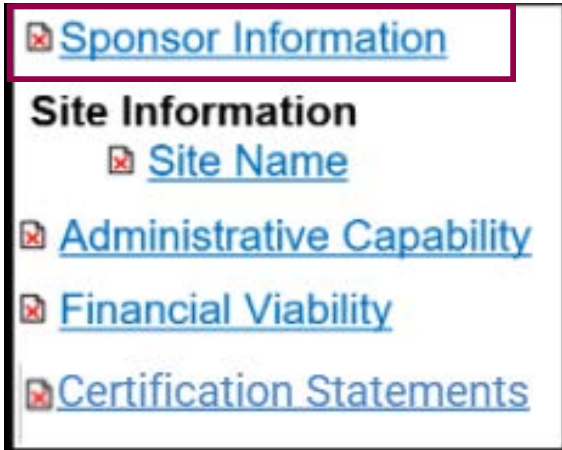 Sponsor Information
Site Information
Site Name
Administrative Capability
Financial Viability
Certification Statements